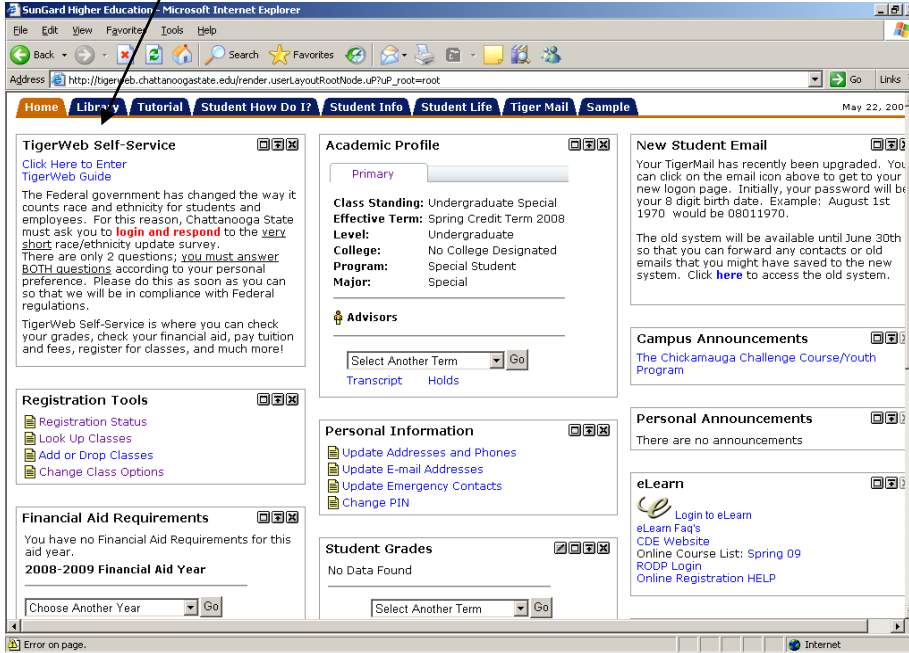 SunGard Higher Education - Microsoft Internet Explorer
File Edit View Favorites Tools Help
Back Search Favorites
Address http://tigerweb.chattanoogastate.edu/render.userLayoutRootNode.uP?uP_root=root Go Links
Home Library Tutorial Student How Do I? Student Info Student Life Tiger Mail Sample
May 22, 200
TigerWeb Self-Service
Click Here to Enter
TigerWeb Guide
The Federal government has changed the way it
counts race and ethnicity for students and
employees. For this reason, Chattanooga State
must ask you to login and respond to the very
short race/ethnicity update survey.
There are only 2 questions; you must answer
BOTH questions according to your personal
preference. Please do this as soon as you can
so that we will be in compliance with Federal
regulations.
TigerWeb Self-Service is where you can check
your grades, check your financial aid, pay tuition
and fees, register for classes, and much more!
Registration Tools
Registration Status
Look Up Classes
Add or Drop Classes
Change Class Options
Financial Aid Requirements
You have no Financial Aid Requirements for this
aid year.
2008-2009 Financial Aid Year
Choose Another Year Go
Academic Profile
Primary
Class Standing: Undergraduate Special
Effective Term: Spring Credit Term 2008
Level: Undergraduate
College: No College Designated
Program: Special Student
Major: Special
Advisors
Select Another Term Go
Transcript Holds
Personal Information
Update Addresses and Phones
Update E-mail Addresses
Update Emergency Contacts
Change PIN
Student Grades
No Data Found
Select Another Term Go
New Student Email
Your TigerMail has recently been upgraded. You
can click on the email icon above to get to your
new logon page. Initially, your password will be
your 8 digit birth date. Example: August 1st
1970 would be 08011970.
The old system will be available until June 30th
so that you can forward any contacts or old
emails that you might have saved to the new
system. Click here to access the old system.
Campus Announcements
The Chickamauga Challenge Course/Youth
Program
Personal Announcements
There are no announcements
eLearn
Login to eLearn
eLearn Faq's
CDE Website
Online Course List: Spring 09
RODP Login
Online Registration HELP
Error on page. Internet